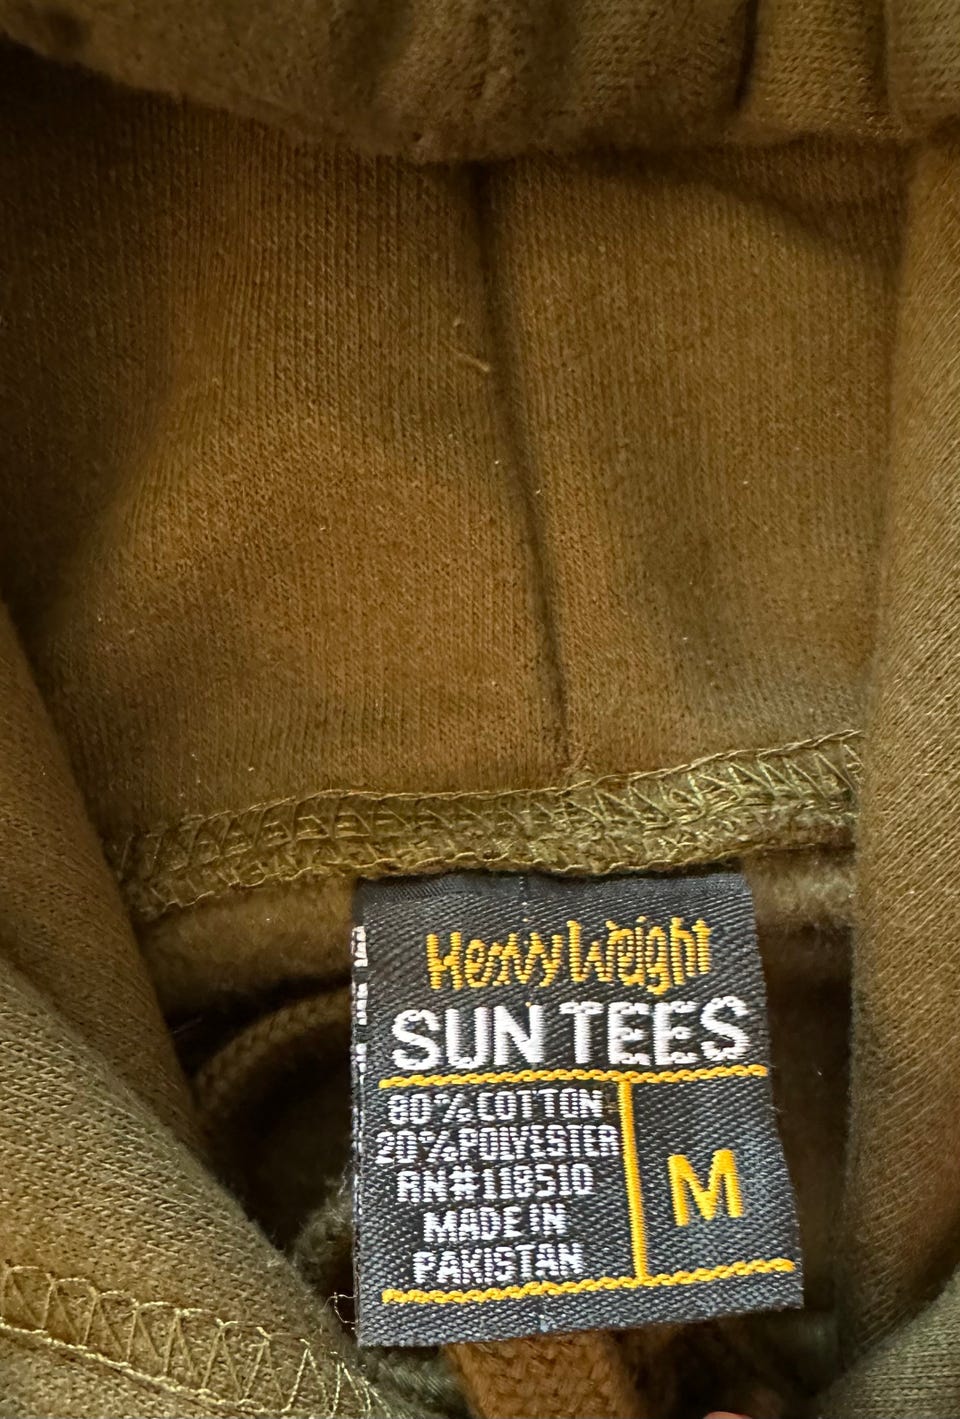 Heavy Weight
SUN TEES
80% COTTON
20% POLYESTER
RN# 118510
MADE IN
PAKISTAN
M